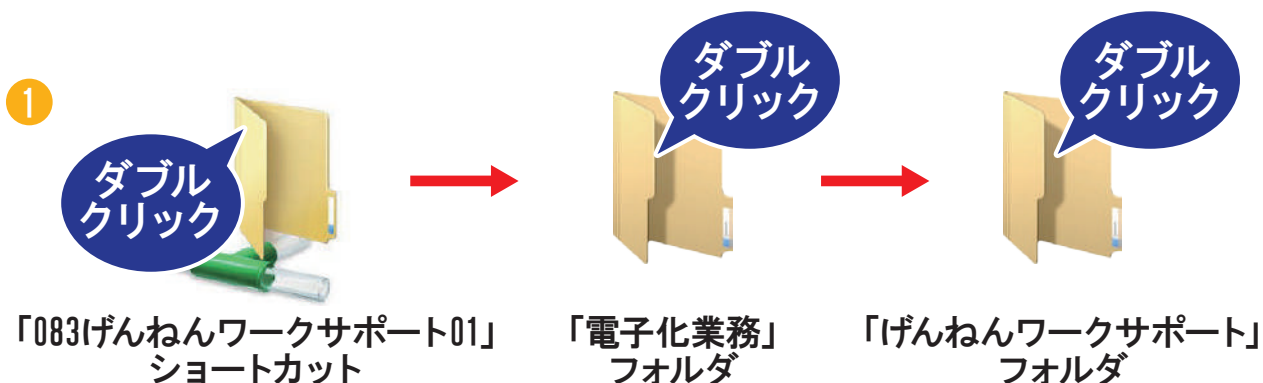 1
ダブル
クリック
ダブル
クリック
ダブル
クリック
「083げんねんワークサポート01」
ショートカット
「電子化業務」
フォルダ
「げんねんワークサポート」
フォルダ